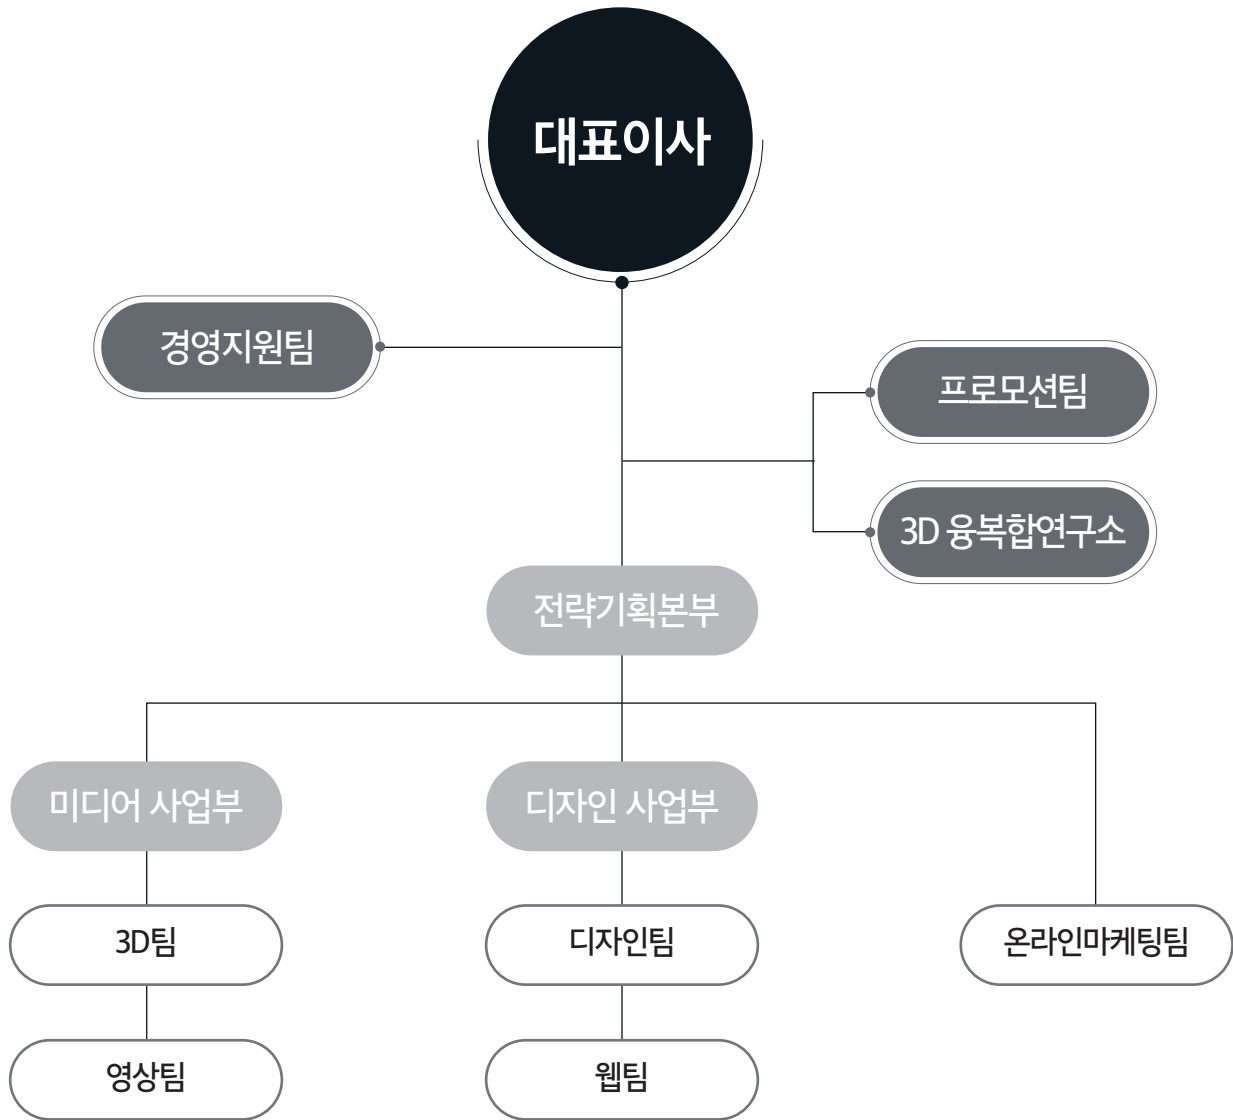 대표이사
경영지원팀
프로모션팀
3D 융복합연구소
전략기획본부
미디어 사업부
디자인 사업부
3D팀
디자인팀
온라인마케팅팀
영상팀
웹팀